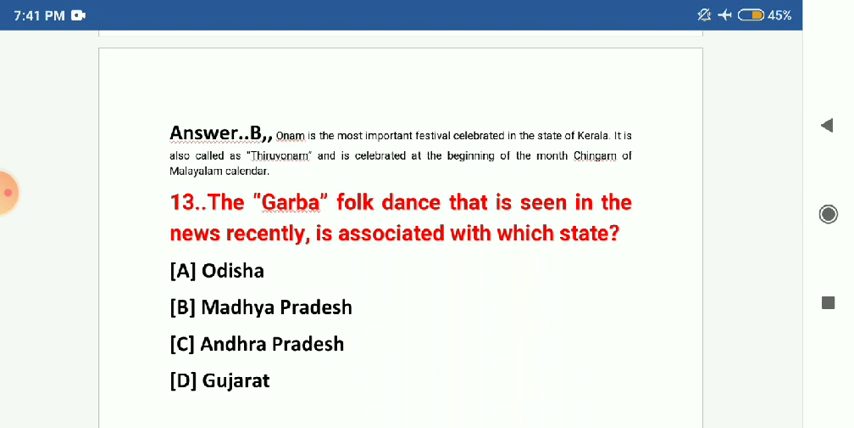 7:41 PM
45%
Answer..B,, Onam is the most important festival celebrated in the state of Kerala. It is
also called as "Thiruvonam" and is celebrated at the beginning of the month Chingam of
Malayalam calendar.
13..The "Garba" folk dance that is seen in the
news recently, is associated with which state?
[A] Odisha
[B] Madhya Pradesh
[C] Andhra Pradesh
[D] Gujarat